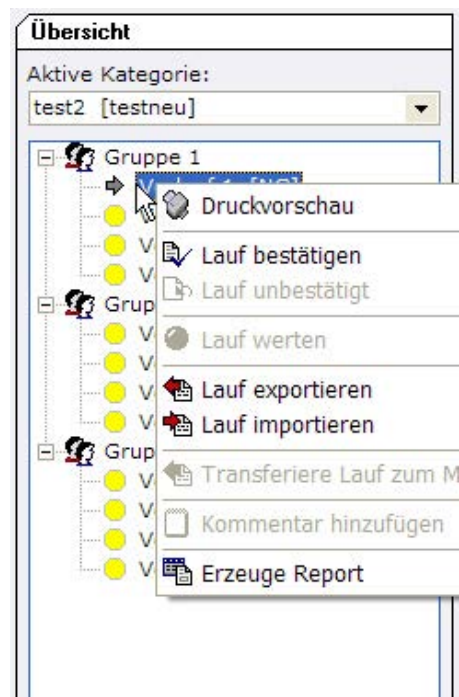 Übersicht
Aktive Kategorie:
test2 [testneu]
Gruppe 1
Druckvorschau
Lauf bestätigen
Lauf unbestätigt
Lauf werten
Lauf exportieren
Lauf importieren
Transferiere Lauf zum M
Kommentar hinzufügen
Erzeuge Report